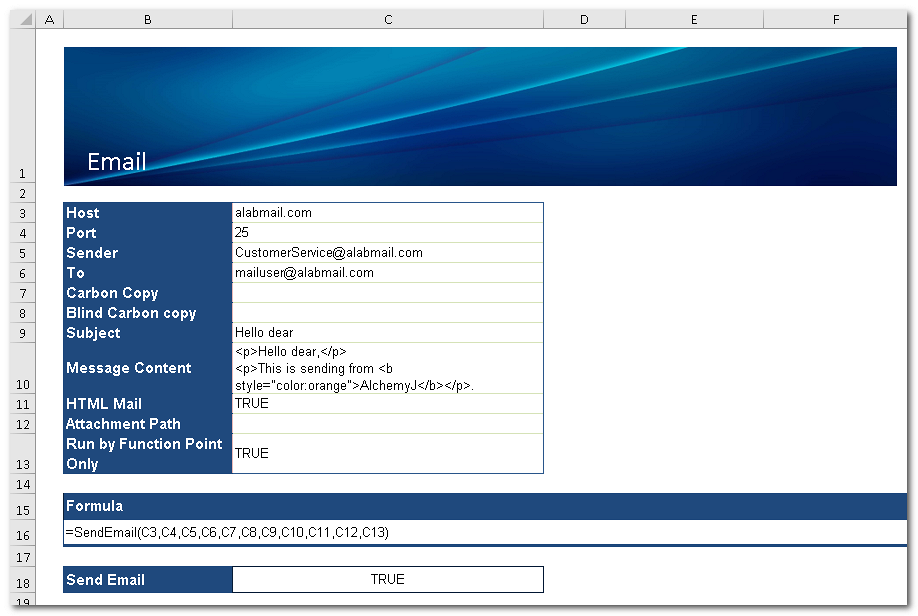 A B C D E F
1 Email
2
3 Host alabmail.com
4 Port 25
5 Sender CustomerService@alabmail.com
6 To mailuser@alabmail.com
7 Carbon Copy
8 Blind Carbon copy
9 Subject Hello dear
<p>Hello dear,</p>
Message Content <p>This is sending from <b
10 style="color:orange">AlchemyJ</b></p>.
11 HTML Mail TRUE
12 Attachment Path
Run by Function Point TRUE
13 Only
14
15 Formula
16 =SendEmail(C3,C4,C5,C6,C7,C8,C9,C10,C11,C12,C13)
17
18 Send Email TRUE
19